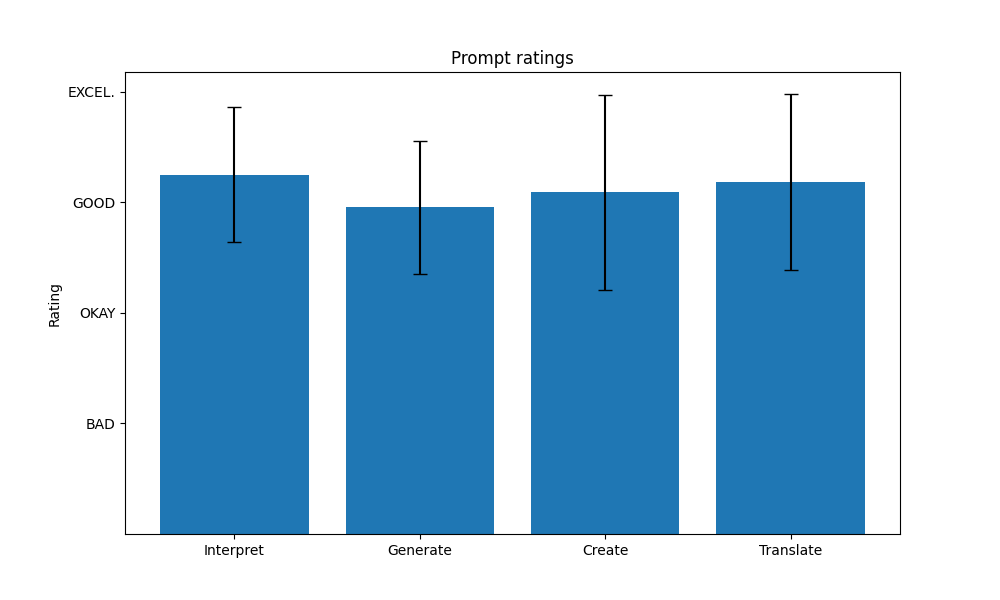 Prompt ratings
EXCEL.
GOOD
OKAY
BAD
Rating
Interpret Generate Create Translate